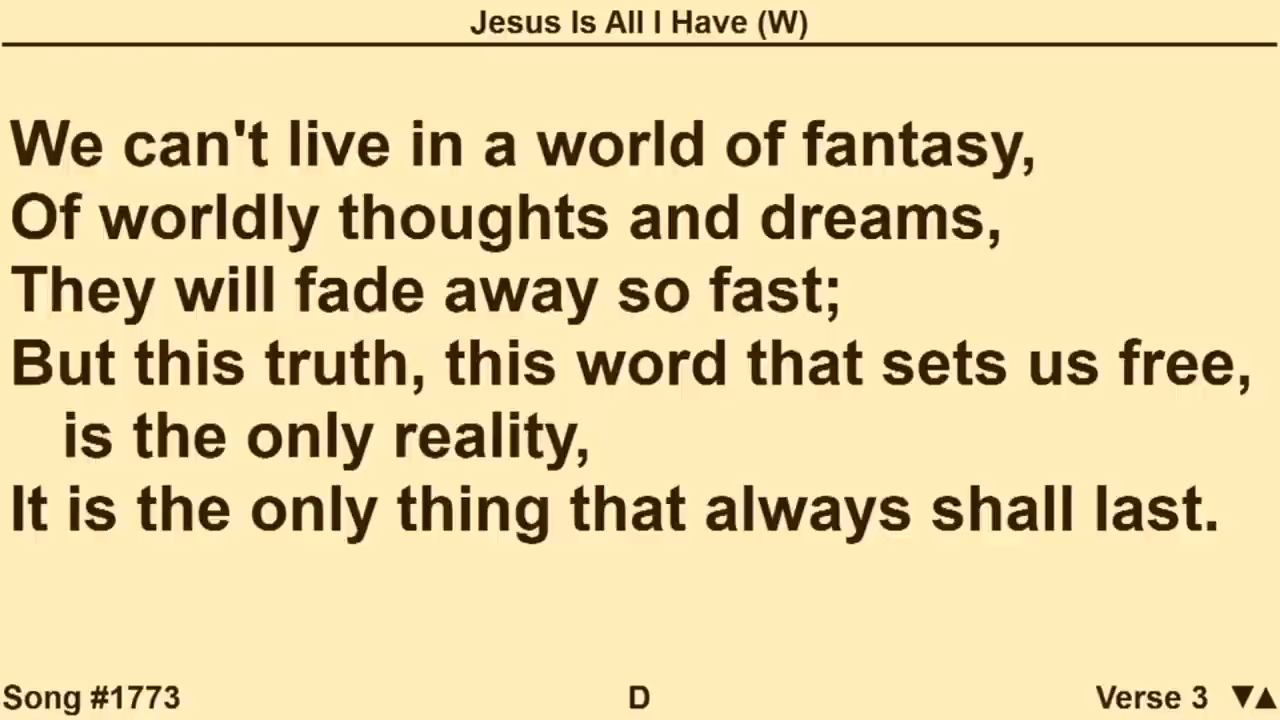 Jesus Is All I Have (W)
We can't live in a world of fantasy,
Of worldly thoughts and dreams,
They will fade away so fast;
But this truth, this word that sets us free,
is the only reality,
It is the only thing that always shall last.
Song #1773
D
Verse 3 ▼▲